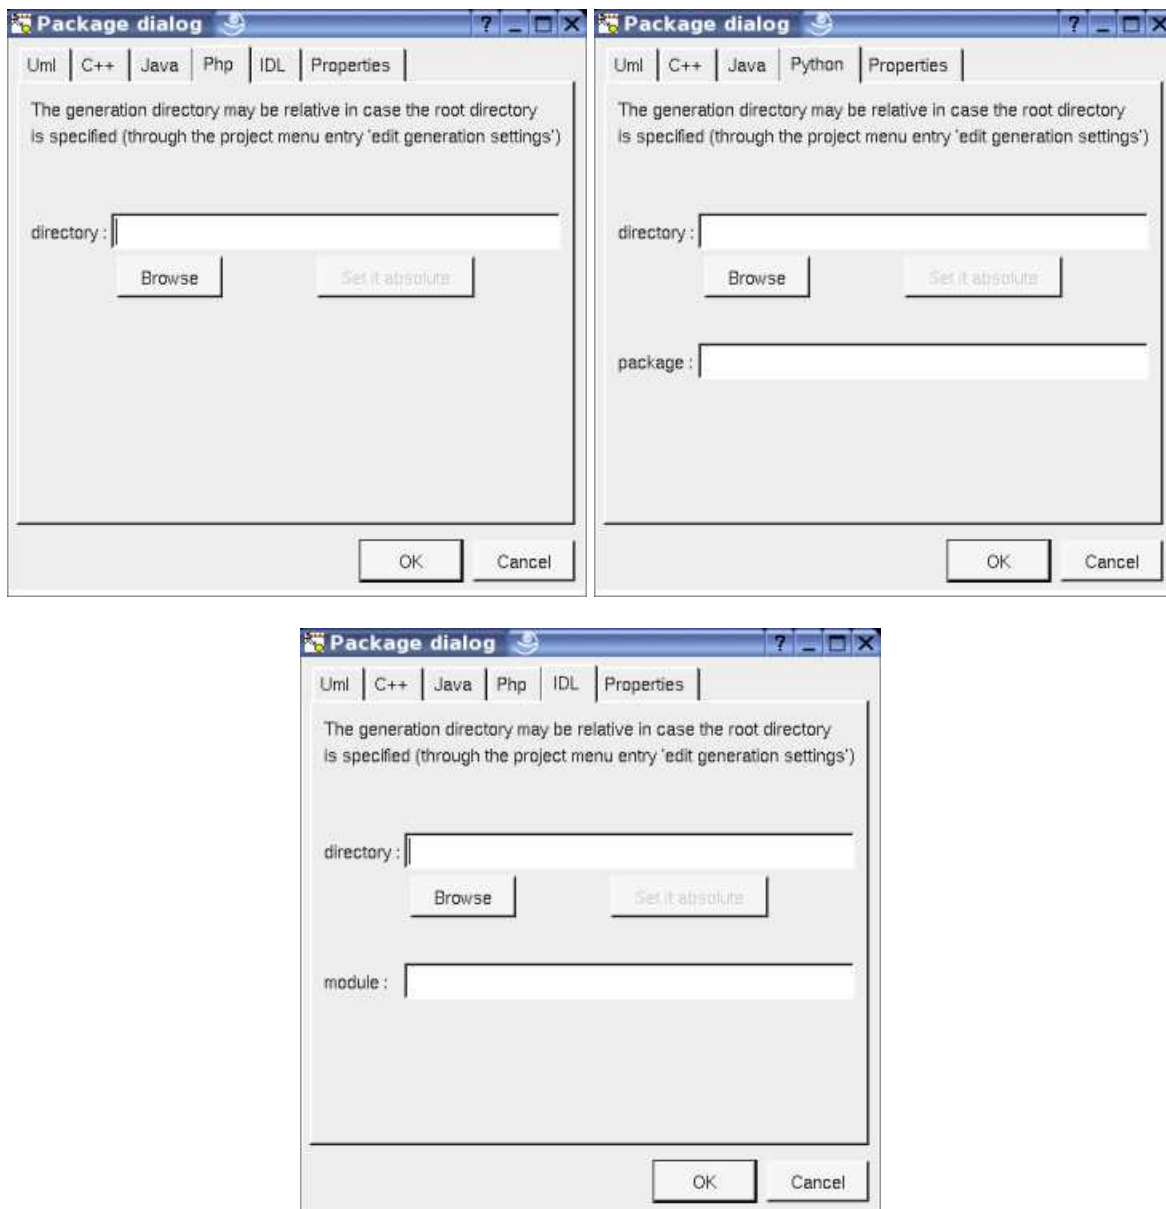 Package dialog
?
Uml C++ Java Php IDL Properties
The generation directory may be relative in case the root directory
is specified (through the project menu entry 'edit generation settings')
directory :
Browse Set it absolute
OK Cancel
Package dialog
?
Uml C++ Java Python Properties
The generation directory may be relative in case the root directory
is specified (through the project menu entry 'edit generation settings')
directory :
Browse Set it absolute
package :
OK Cancel
Package dialog
?
Uml C++ Java Php IDL Properties
The generation directory may be relative in case the root directory
is specified (through the project menu entry 'edit generation settings')
directory :
Browse Set it absolute
module :
OK Cancel